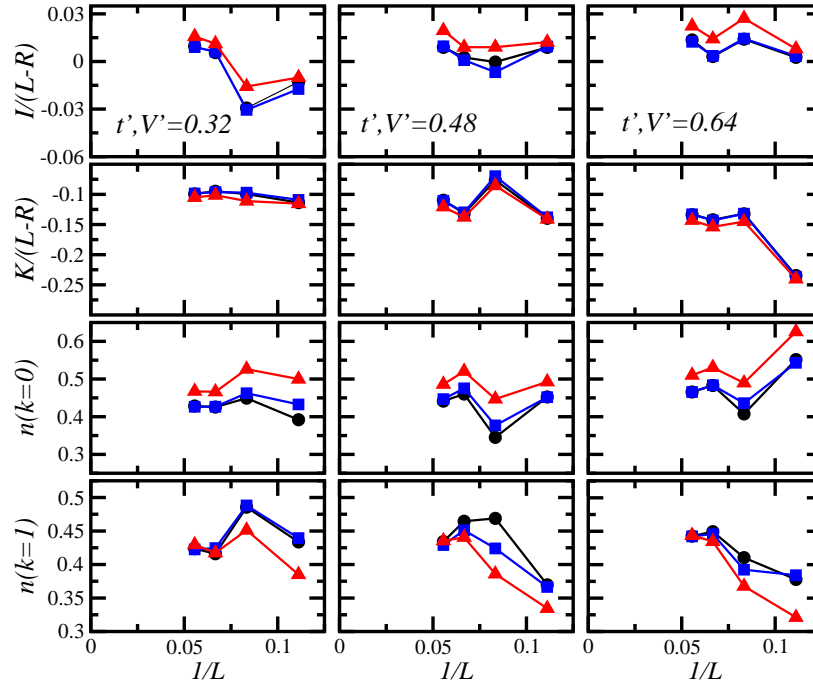 I/(L-R)
0.03
0
-0.03
-0.06
t',V'=0.32
t',V'=0.48
t',V'=0.64
K/(L-R)
-0.1
-0.15
-0.2
-0.25
n(k=0)
0.6
0.5
0.4
0.3
n(k=1)
0.5
0.45
0.4
0.35
0.3
0 0.05 0.1 0 0.05 0.1 0 0.05 0.1
1/L 1/L 1/L